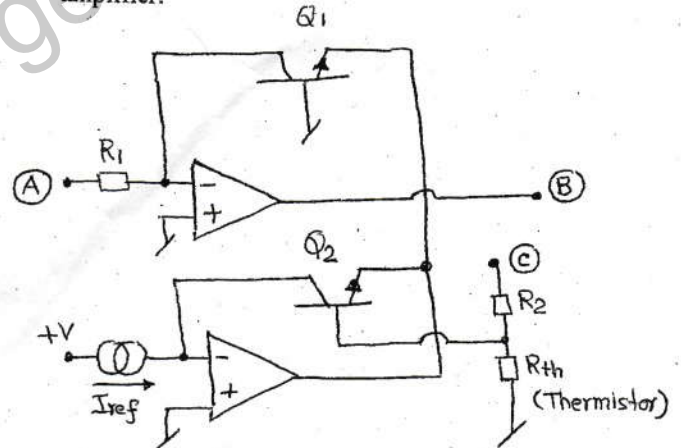 amplifier.
Q1
A
R1
-
+
B
Q2
C
R2
+V
-
+
Iref
Rth
(Thermistor)